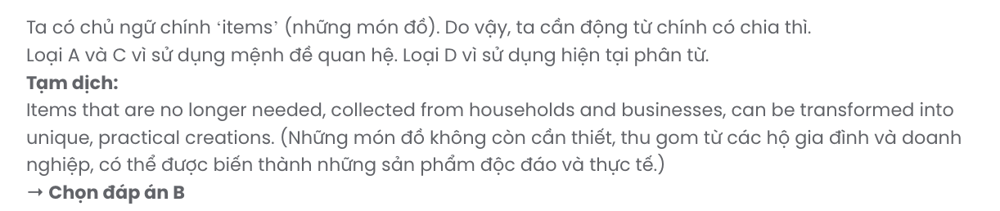 Ta có chủ ngữ chính ‘items’ (những món đồ). Do vậy, ta cần động từ chính có chia thì.
Loại A và C vì sử dụng mệnh đề quan hệ. Loại D vì sử dụng hiện tại phân từ.
Tạm dịch:
Items that are no longer needed, collected from households and businesses, can be transformed into
unique, practical creations. (Những món đồ không còn cần thiết, thu gom từ các hộ gia đình và doanh
nghiệp, có thể được biến thành những sản phẩm độc đáo và thực tế.)
→ Chọn đáp án B